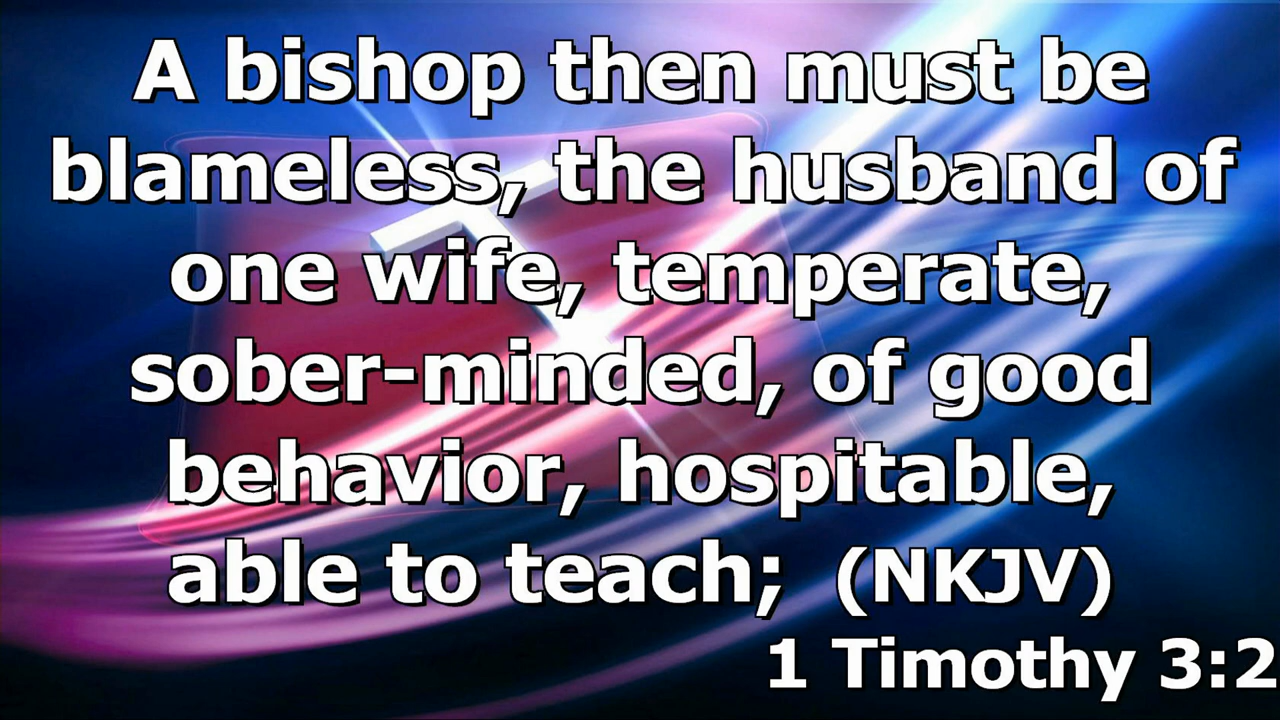 A bishop then must be
blameless, the husband of
one wife, temperate,
sober-minded, of good
behavior, hospitable,
able to teach; (NKJV)
1 Timothy 3:2